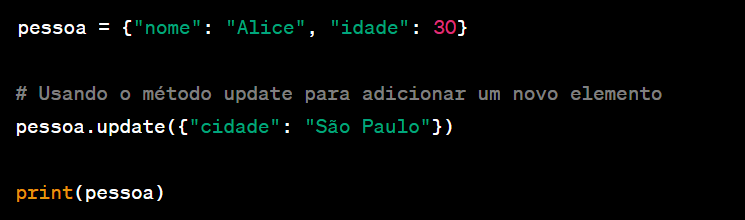 pessoa = {"nome": "Alice", "idade": 30}
# Usando o método update para adicionar um novo elemento
pessoa.update({"cidade": "São Paulo"})
print(pessoa)